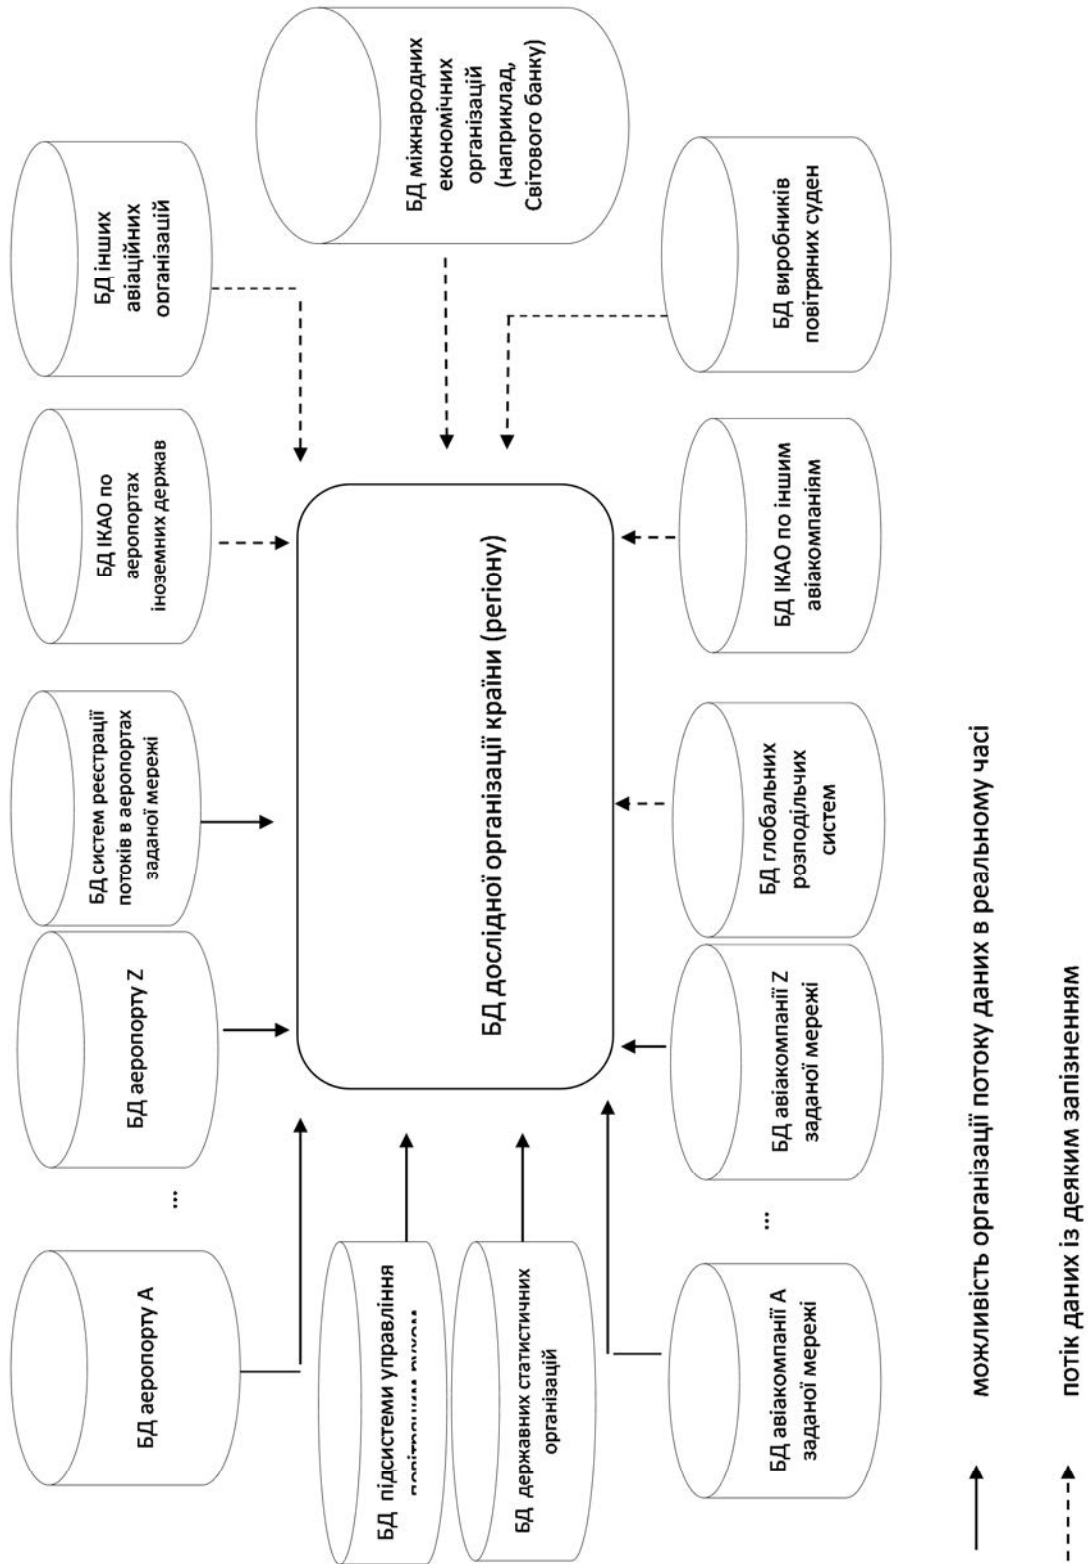 БД аеропорту А
...
БД аеропорту Z
БД систем реєстрації
потоків в аеропортах
заданої мережі
БД ІКАО по
аеропортах
іноземних держав
БД інших
авіаційних
організацій
БД підсистеми управління
БД державних статистичних
організацій
БД дослідної організації країни (регіону)
БД міжнародних
економічних
організацій
(наприклад,
Світового банку)
БД авіакомпанії А
заданої мережі
...
БД авіакомпанії Z
заданої мережі
БД глобальних
розподільчих
систем
БД ІКАО по іншим
авіакомпаніям
БД виробників
повітряних суден
можливість організації потоку даних в реальному часі
потік даних із деяким запізненням